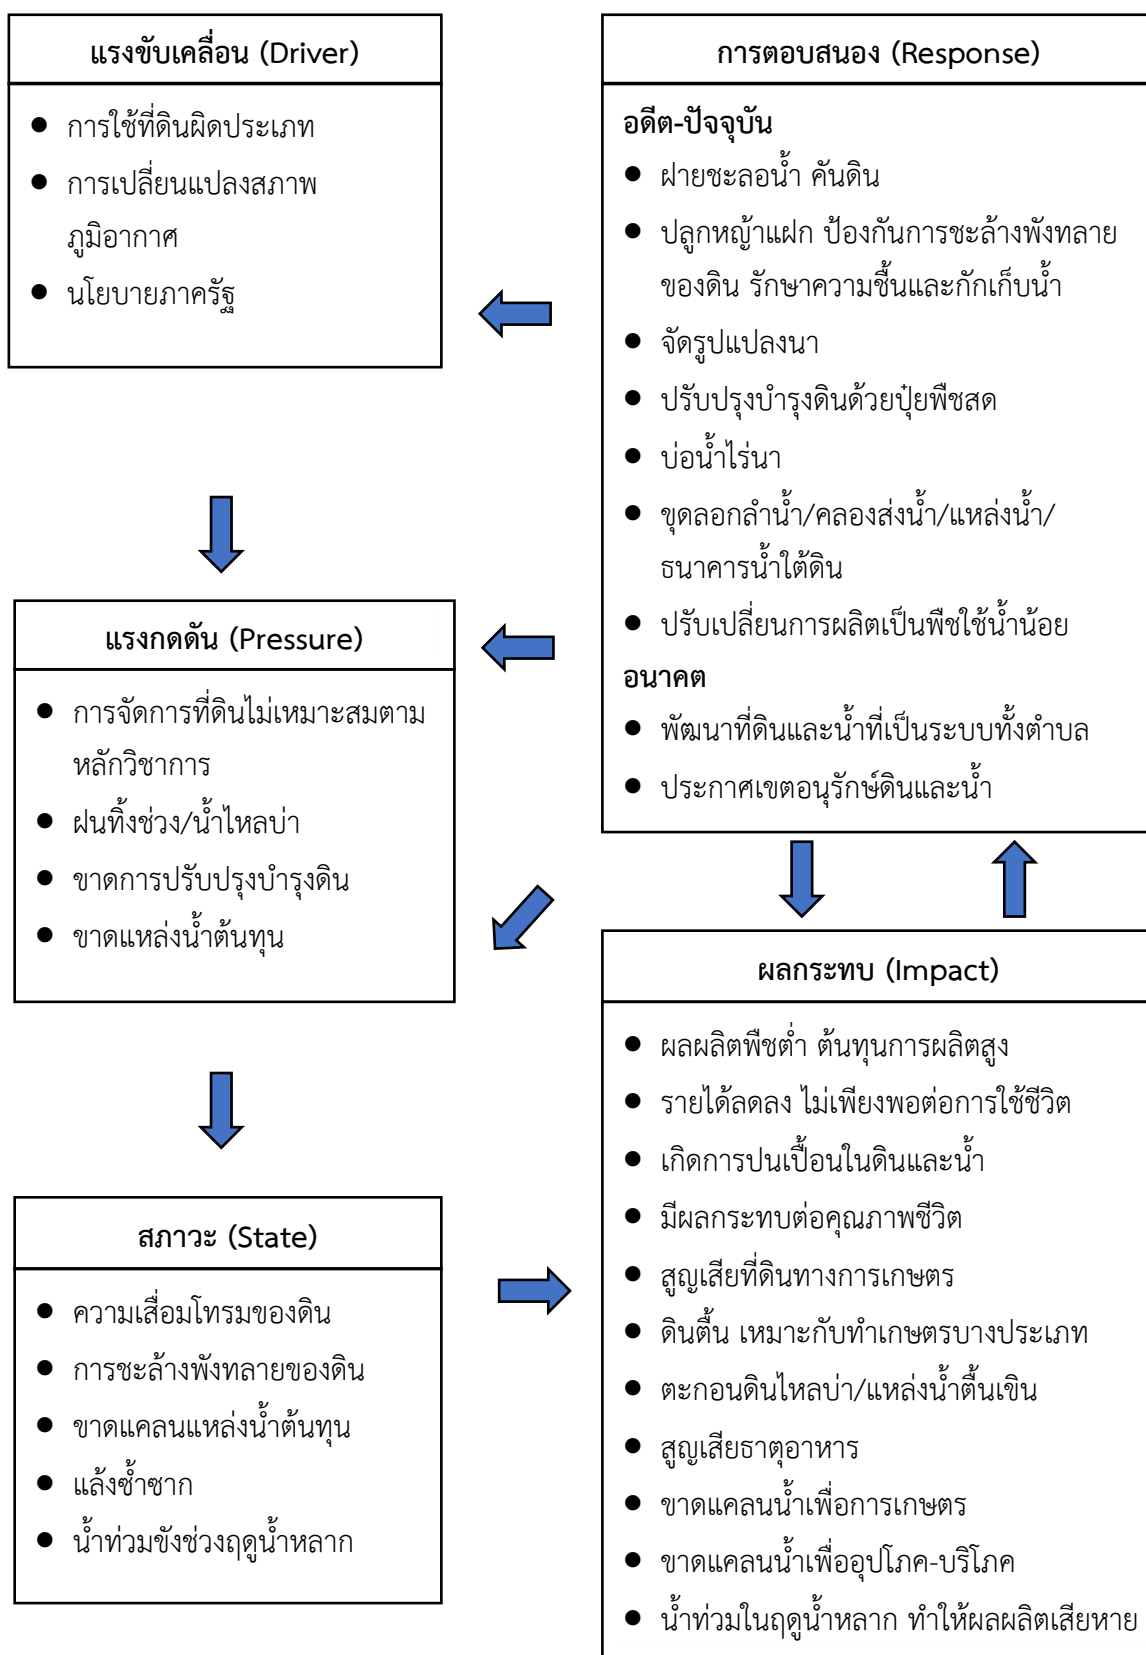 แรงขับเคลื่อน (Driver)
● การใช้ที่ดินผิดประเภท
● การเปลี่ยนแปลงสภาพ
ภูมิอากาศ
● นโยบายภาครัฐ
แรงกดดัน (Pressure)
● การจัดการที่ดินไม่เหมาะสมตาม
หลักวิชาการ
● ฝนทิ้งช่วง/น้ำไหลบ่า
● ขาดการปรับปรุงบำรุงดิน
● ขาดแหล่งน้ำต้นทุน
สภาวะ (State)
● ความเสื่อมโทรมของดิน
● การชะล้างพังทลายของดิน
● ขาดแคลนแหล่งน้ำต้นทุน
● แล้งซ้ำซาก
● น้ำท่วมขังช่วงฤดูน้ำหลาก
การตอบสนอง (Response)
อดีต-ปัจจุบัน
● ฝายชะลอน้ำ คันดิน
● ปลูกหญ้าแฝก ป้องกันการชะล้างพังทลาย
ของดิน รักษาความชื้นและกักเก็บน้ำ
● จัดรูปแปลงนา
● ปรับปรุงบำรุงดินด้วยปุ๋ยพืชสด
● บ่อน้ำไร่นา
● ขุดลอกลำน้ำ/คลองส่งน้ำ/แหล่งน้ำ/
ธนาคารน้ำใต้ดิน
● ปรับเปลี่ยนการผลิตเป็นพืชใช้น้ำน้อย
อนาคต
● พัฒนาที่ดินและน้ำที่เป็นระบบทั้งตำบล
● ประกาศเขตอนุรักษ์ดินและน้ำ
ผลกระทบ (Impact)
● ผลผลิตพืชต่ำ ต้นทุนการผลิตสูง
● รายได้ลดลง ไม่เพียงพอต่อการใช้ชีวิต
● เกิดการปนเปื้อนในดินและน้ำ
● มีผลกระทบต่อคุณภาพชีวิต
● สูญเสียที่ดินทางการเกษตร
● ดินตื้น เหมาะกับทำเกษตรบางประเภท
● ตะกอนดินไหลบ่า/แหล่งน้ำตื้นเขิน
● สูญเสียธาตุอาหาร
● ขาดแคลนน้ำเพื่อการเกษตร
● ขาดแคลนน้ำเพื่ออุปโภค-บริโภค
● น้ำท่วมในฤดูน้ำหลาก ทำให้ผลผลิตเสียหาย